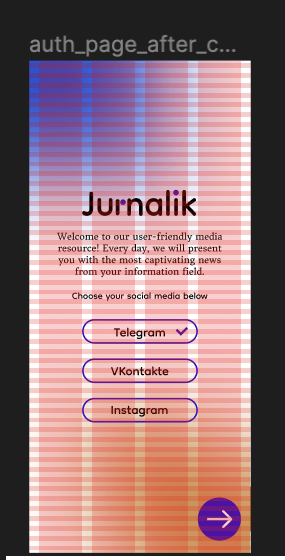 auth_page_after_c...
Jurnalik
Welcome to our user-friendly media
resource! Every day, we will present
you with the most captivating news
from your information field.
Choose your social media below
Telegram
VKontakte
Instagram